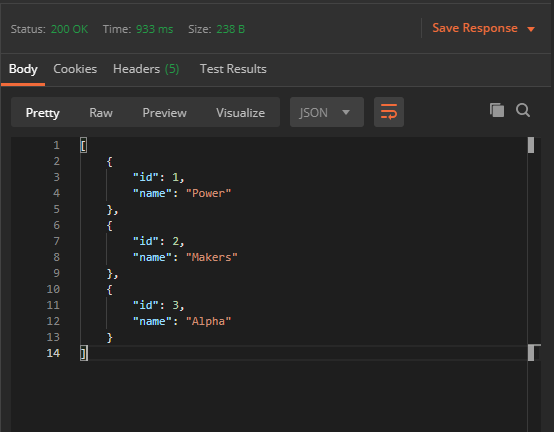 Status: 200 OK Time: 933 ms Size: 238 B Save Response
Body Cookies Headers (5) Test Results
Pretty Raw Preview Visualize JSON
1 [
2 {
3 "id": 1,
4 "name": "Power"
5 },
6 {
7 "id": 2,
8 "name": "Makers"
9 },
10 {
11 "id": 3,
12 "name": "Alpha"
13 }
14 ]